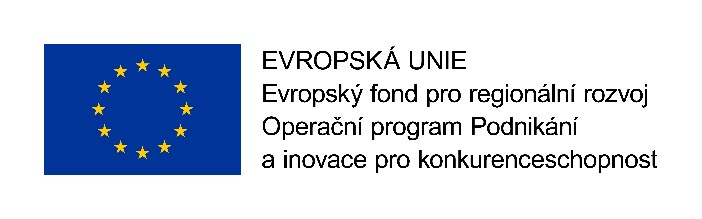 EVROPSKÁ UNIE
Evropský fond pro regionální rozvoj
Operační program Podnikání
a inovace pro konkurenceschopnost